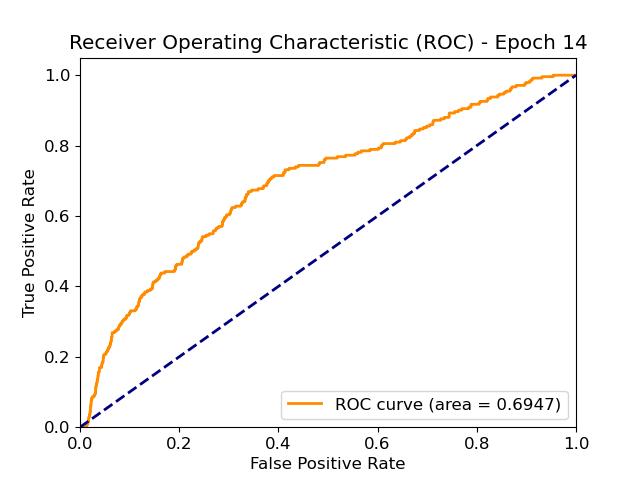 Receiver Operating Characteristic (ROC) - Epoch 14
True Positive Rate
1.0
0.8
0.6
0.4
0.2
0.0
ROC curve (area = 0.6947)
0.0 0.2 0.4 0.6 0.8 1.0
False Positive Rate